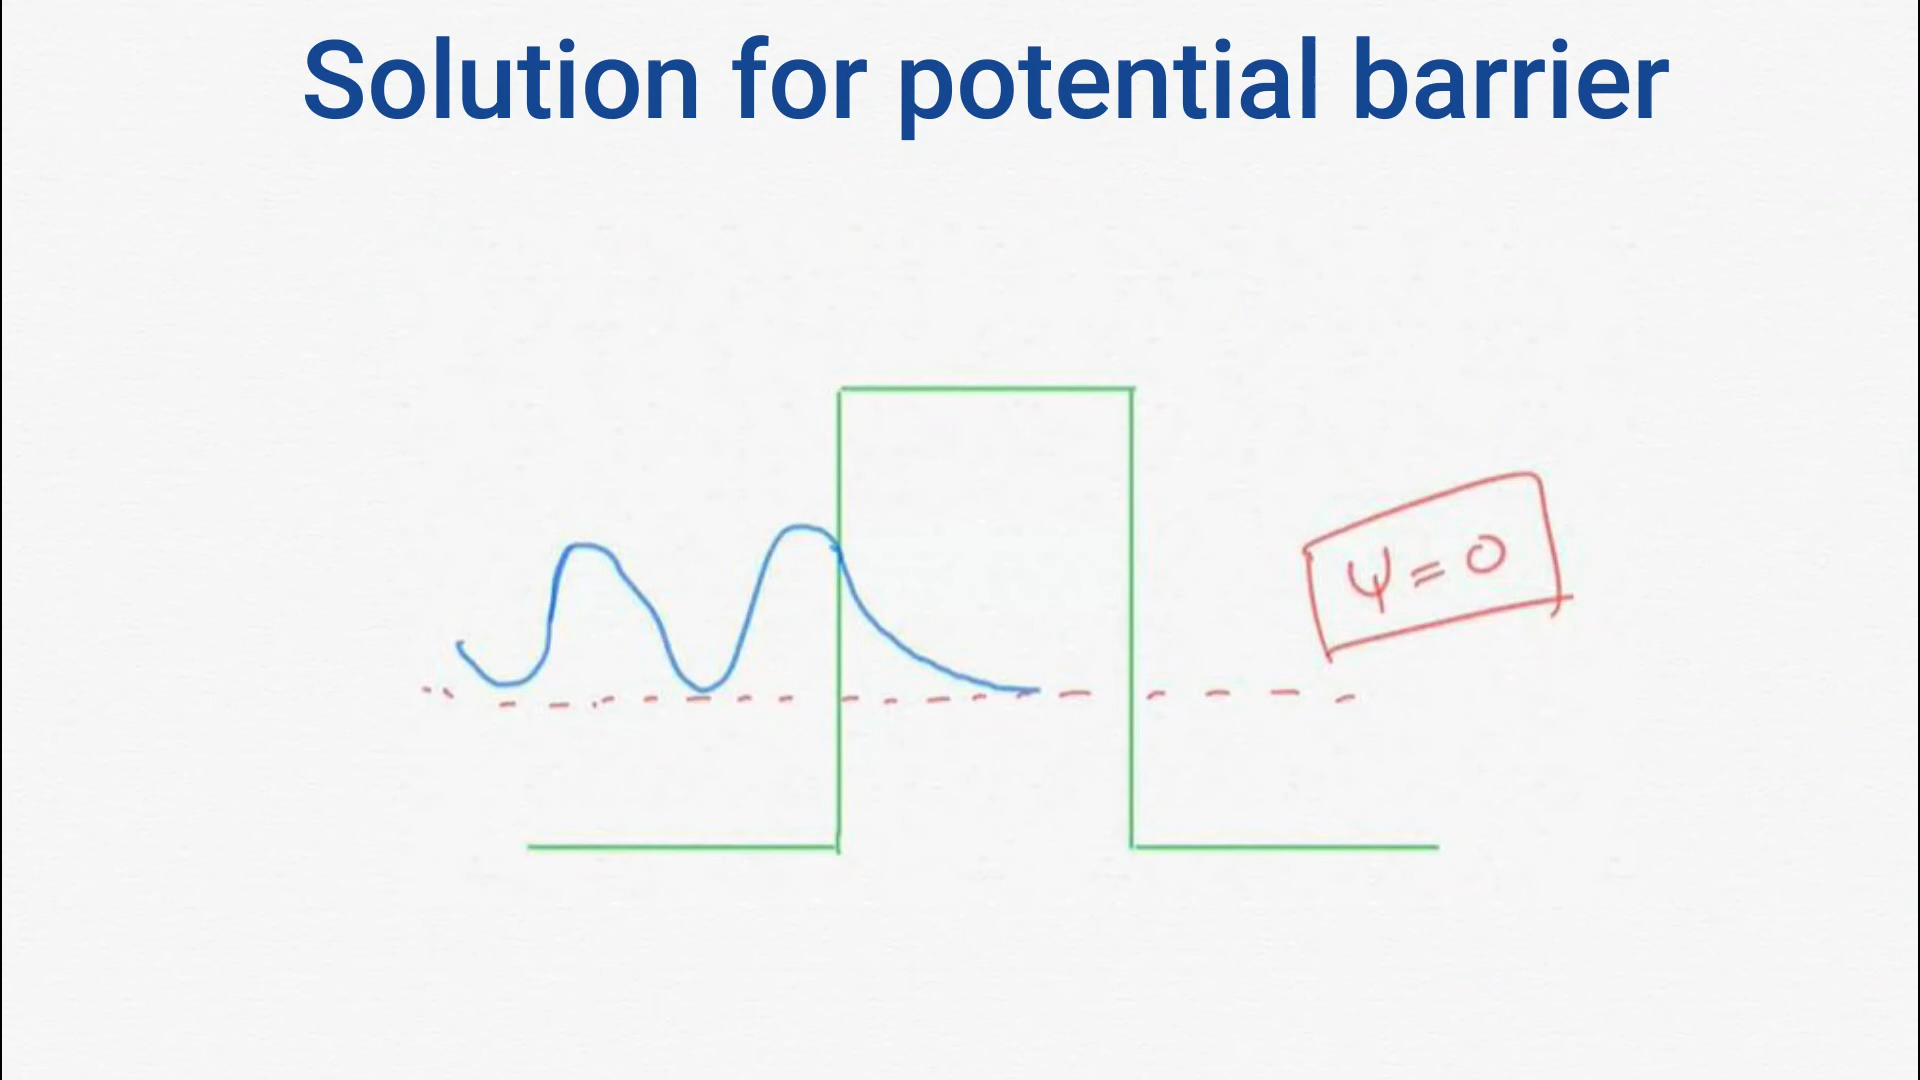 Solution for potential barrier
ψ = 0